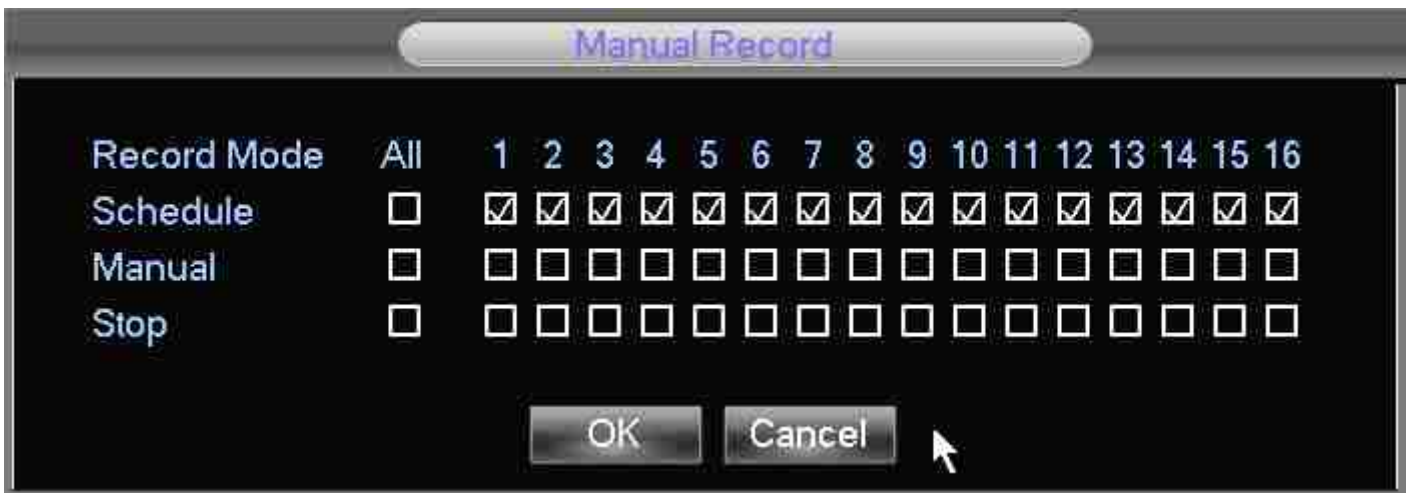 Manual Record
Record Mode All 1 2 3 4 5 6 7 8 9 10 11 12 13 14 15 16
Schedule
Manual
Stop
OK Cancel